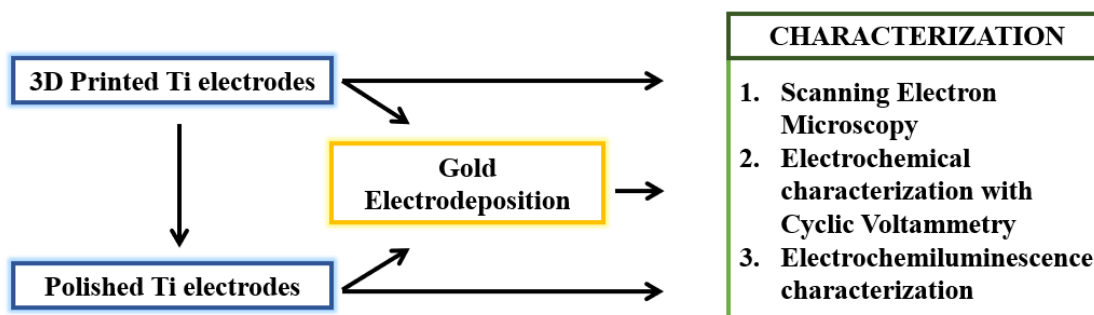 3D Printed Ti electrodes
Gold
Electrodeposition
Polished Ti electrodes
CHARACTERIZATION
1. Scanning Electron
Microscopy
2. Electrochemical
characterization with
Cyclic Voltammetry
3. Electrochemiluminescence
characterization